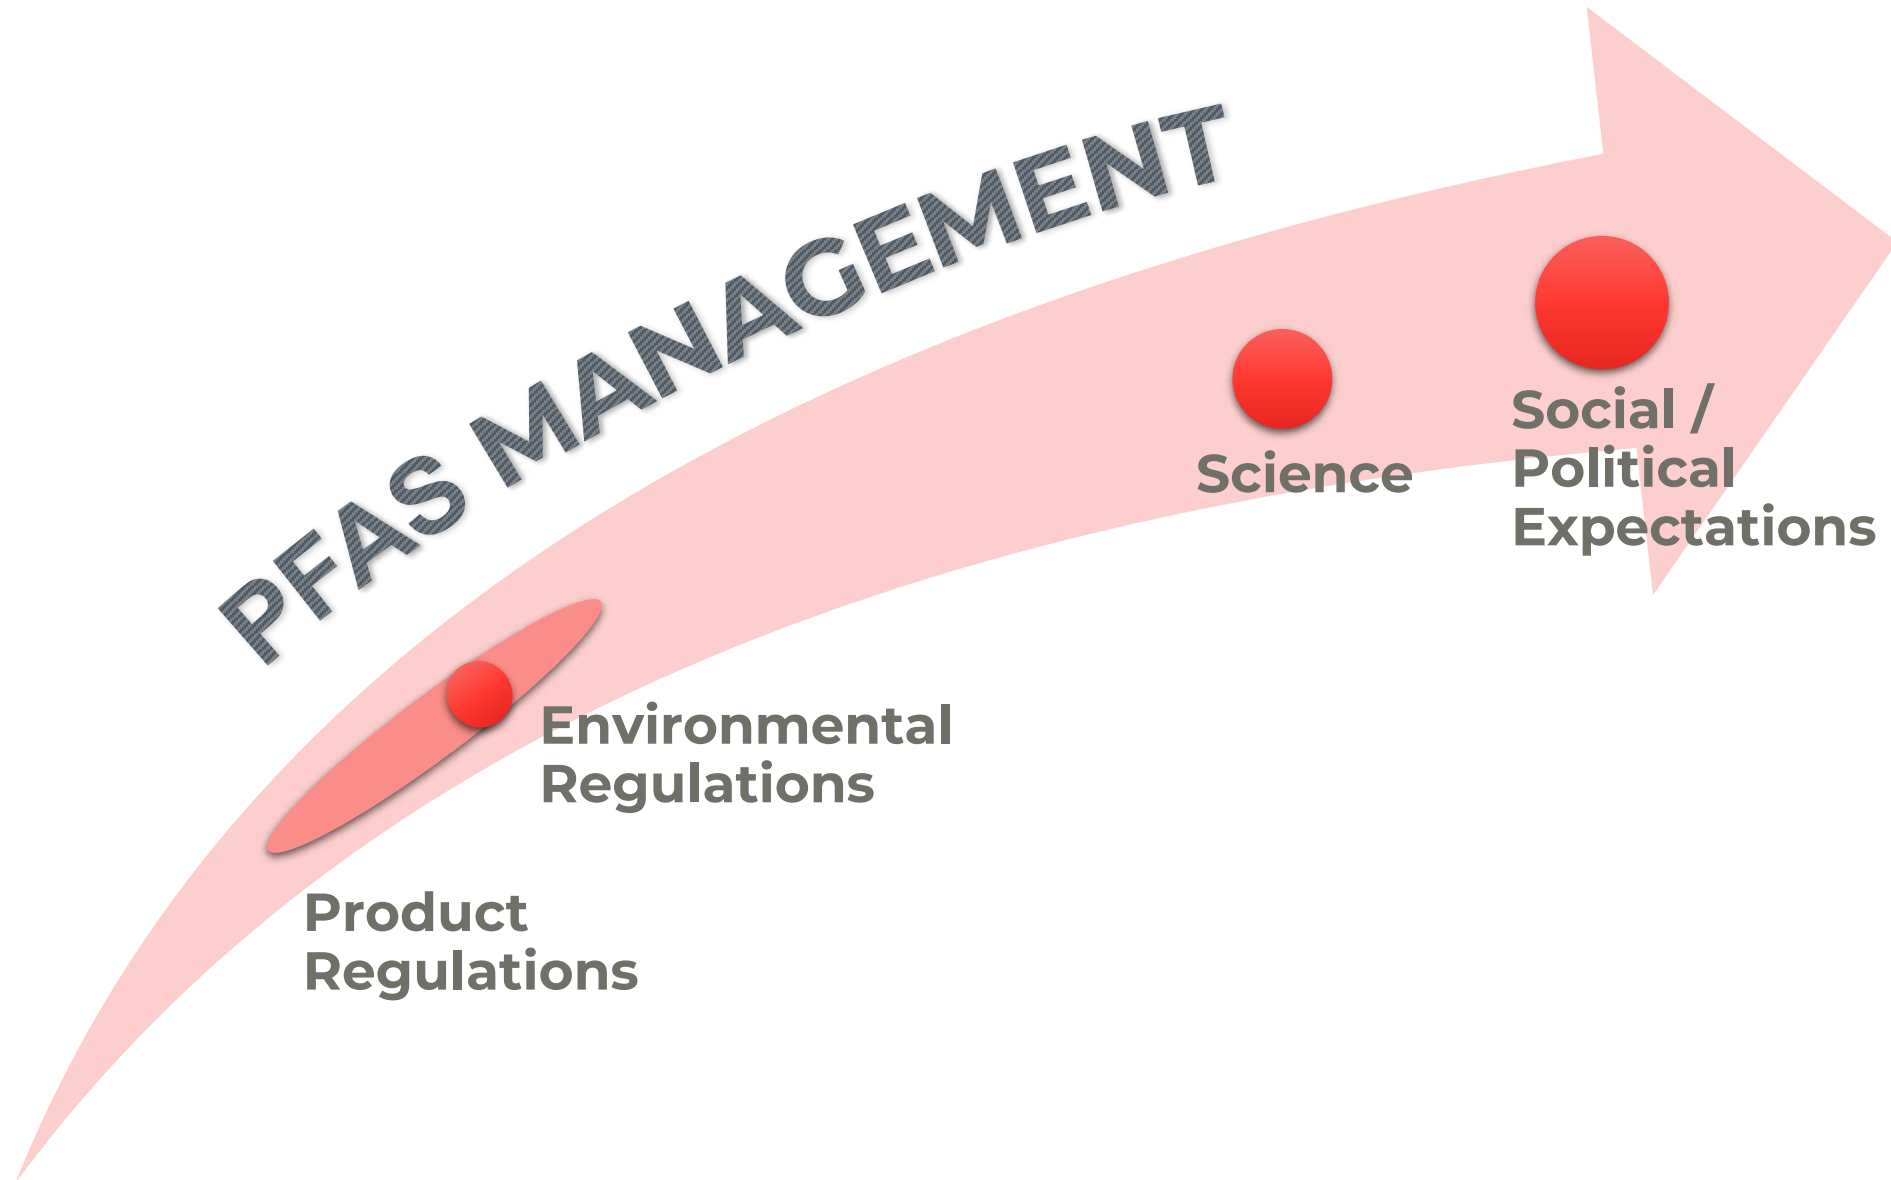 PFAS MANAGEMENT
Science
Social /
Political
Expectations
Environmental
Regulations
Product
Regulations